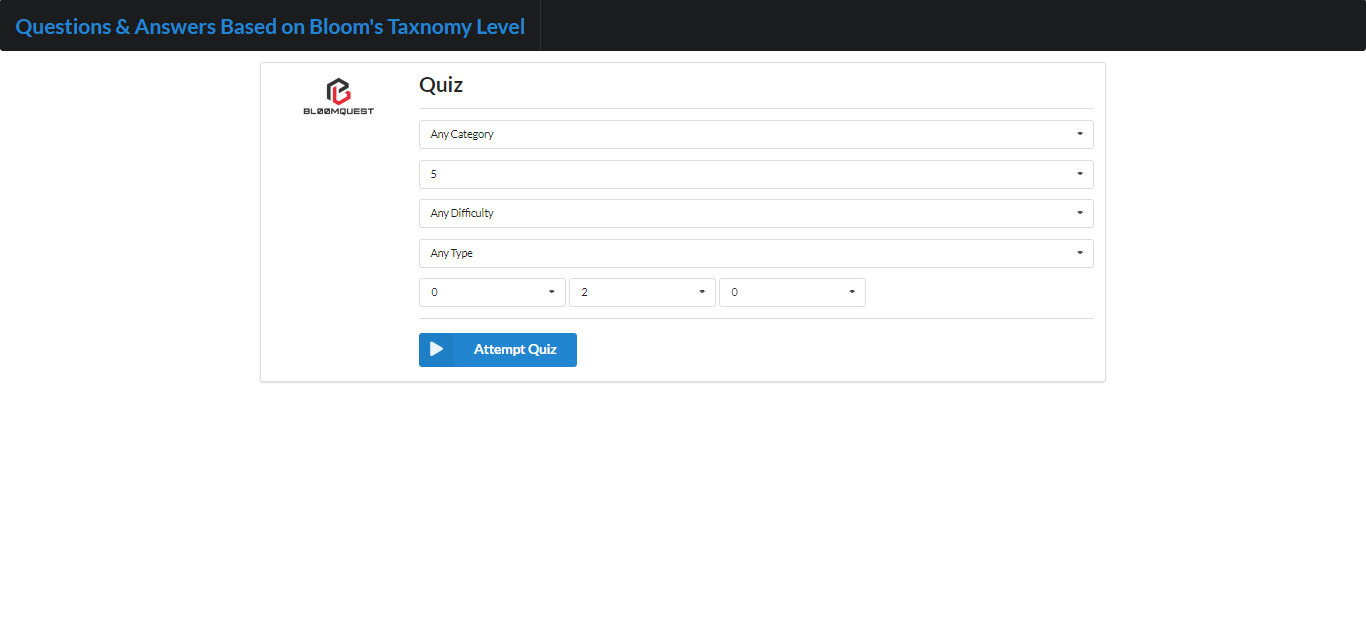 Questions & Answers Based on Bloom's Taxnomy Level
BLOOMQUEST
Quiz
Any Category
5
Any Difficulty
Any Type
0 2 0
Attempt Quiz